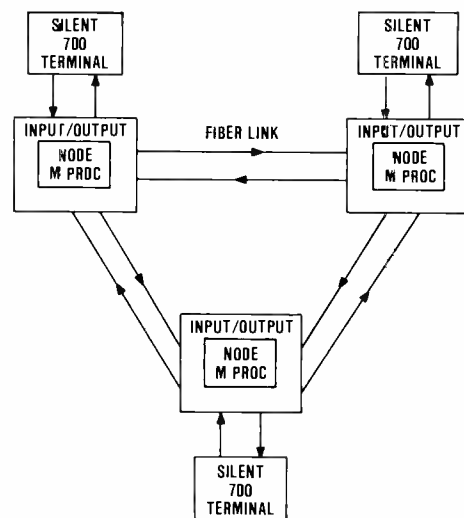 SILENT
700
TERMINAL
SILENT
700
TERMINAL
INPUT/OUTPUT
NODE
M PROC
FIBER LINK
INPUT/OUTPUT
NODE
M PROC
INPUT/OUTPUT
NODE
M PROC
SILENT
700
TERMINAL